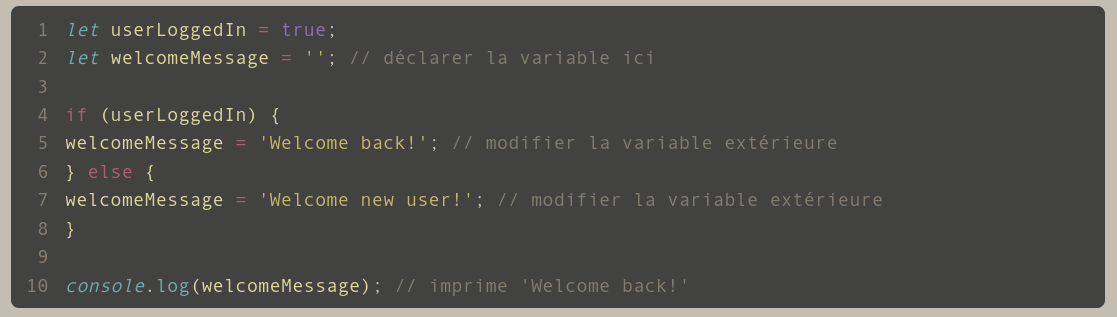 1 let userLoggedIn = true;
2 let welcomeMessage = ''; // déclarer la variable ici
3
4 if (userLoggedIn) {
5 welcomeMessage = 'Welcome back!'; // modifier la variable extérieure
6 } else {
7 welcomeMessage = 'Welcome new user!'; // modifier la variable extérieure
8 }
9
10 console.log(welcomeMessage); // imprime 'Welcome back!'